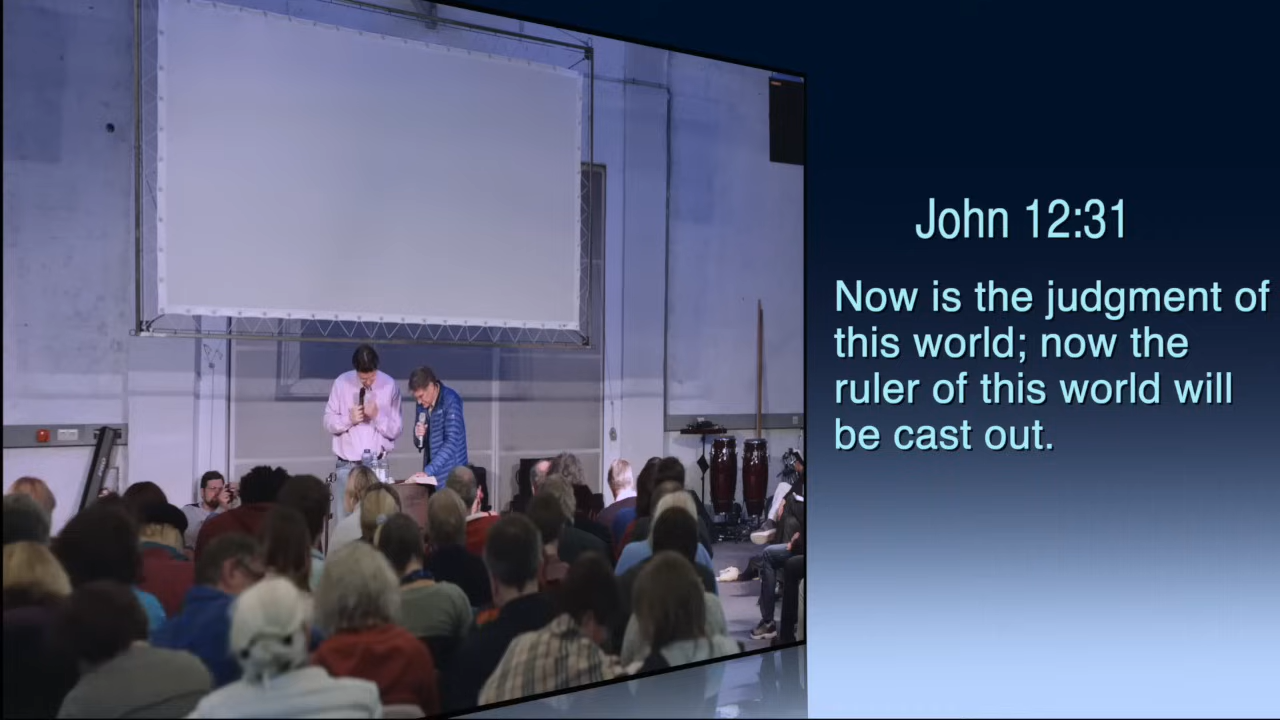 John 12:31
Now is the judgment of
this world; now the
ruler of this world will
be cast out.